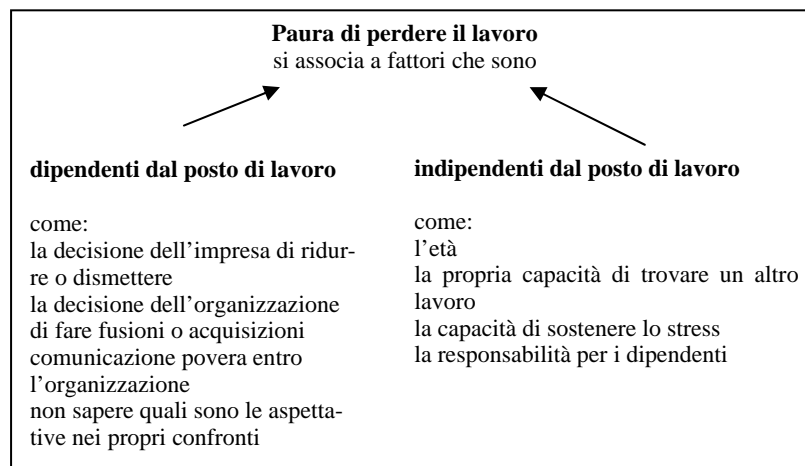 Paura di perdere il lavoro
si associa a fattori che sono
dipendenti dal posto di lavoro
come:
la decisione dell'impresa di ridur-
re o dismettere
la decisione dell'organizzazione
di fare fusioni o acquisizioni
comunicazione povera entro
l'organizzazione
non sapere quali sono le aspetta-
tive nei propri confronti
indipendenti dal posto di lavoro
come:
l'età
la propria capacità di trovare un altro
lavoro
la capacità di sostenere lo stress
la responsabilità per i dipendenti